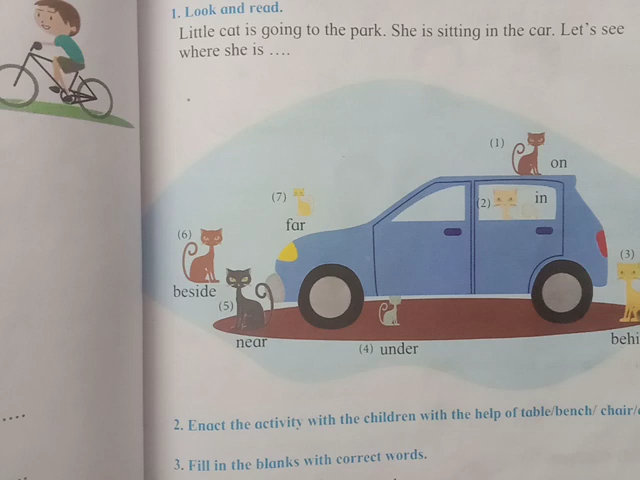 1. Look and read.
Little cat is going to the park. She is sitting in the car. Let's see
where she is ....
(1)
on
(2)
in
(7)
far
(6)
beside
(5)
near
(4) under
(3)
behi
2. Enact the activity with the children with the help of table/bench/ chair/
3. Fill in the blanks with correct words.
....
..